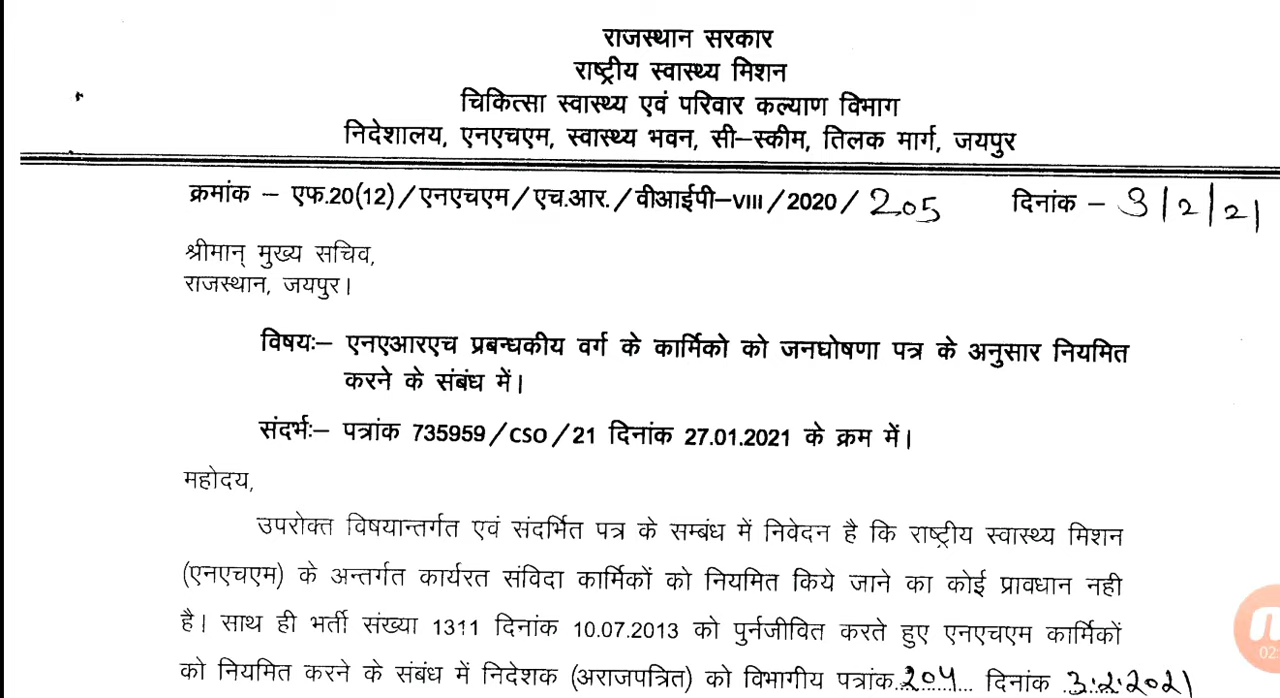 राजस्थान सरकार
राष्ट्रीय स्वास्थ्य मिशन
चिकित्सा स्वास्थ्य एवं परिवार कल्याण विभाग
निदेशालय, एनएचएम, स्वास्थ्य भवन, सी–स्कीम, तिलक मार्ग, जयपुर
क्रमांक – एफ.20(12)/एनएचएम/एच.आर./वीआईपी–VIII/2020/205 दिनांक – 3/2/21
श्रीमान् मुख्य सचिव,
राजस्थान, जयपुर।
विषयः– एनएआरएच प्रबन्धकीय वर्ग के कार्मिको को जनघोषणा पत्र के अनुसार नियमित
करने के संबंध में।
संदर्भः– पत्रांक 735959/CSO/21 दिनांक 27.01.2021 के क्रम में।
महोदय,
उपरोक्त विषयान्तर्गत एवं संदर्भित पत्र के सम्बंध में निवेदन है कि राष्ट्रीय स्वास्थ्य मिशन
(एनएचएम) के अन्तर्गत कार्यरत संविदा कार्मिकों को नियमित किये जाने का कोई प्रावधान नही
है। साथ ही भर्ती संख्या 1311 दिनांक 10.07.2013 को पुर्नजीवित करते हुए एनएचएम कार्मिकों
को नियमित करने के संबंध में निदेशक (अराजपत्रित) को विभागीय पत्रांक 204 दिनांक 3.2.2021
02: